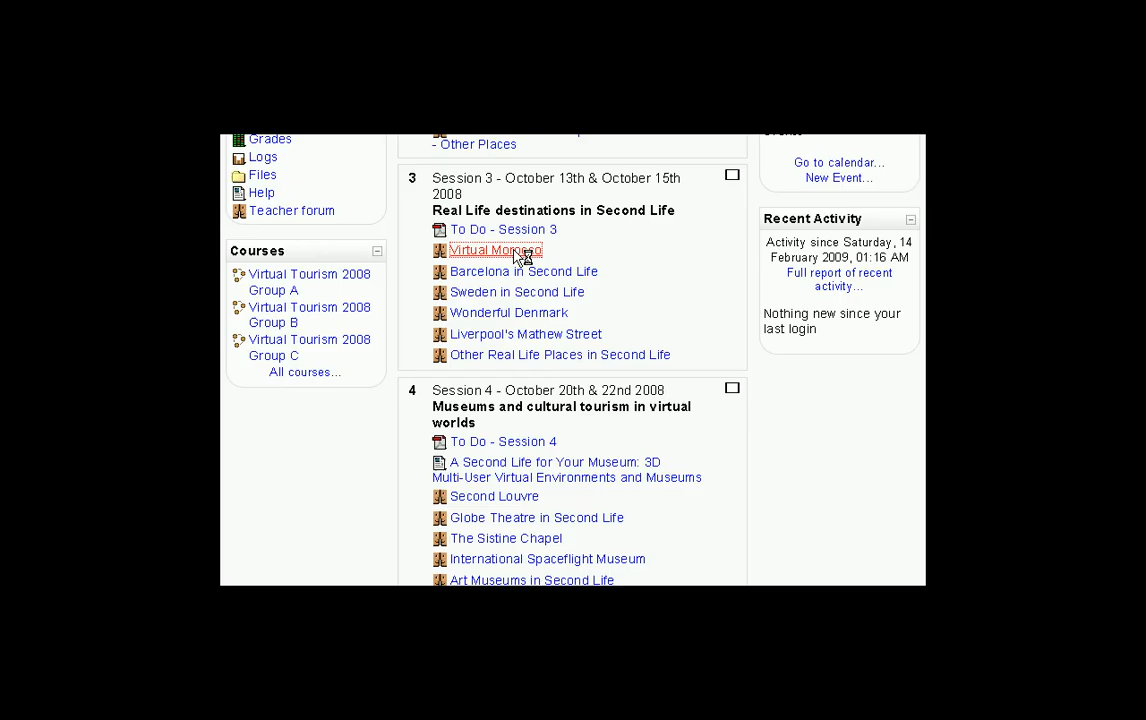 Grades
Logs
Files
Help
Teacher forum
Courses
Virtual Tourism 2008
Group A
Virtual Tourism 2008
Group B
Virtual Tourism 2008
Group C
All courses...
- Other Places
3
Session 3 - October 13th & October 15th
2008
Real Life destinations in Second Life
To Do - Session 3
Virtual Morocco
Barcelona in Second Life
Sweden in Second Life
Wonderful Denmark
Liverpool's Mathew Street
Other Real Life Places in Second Life
4
Session 4 - October 20th & 22nd 2008
Museums and cultural tourism in virtual
worlds
To Do - Session 4
A Second Life for Your Museum: 3D
Multi-User Virtual Environments and Museums
Second Louvre
Globe Theatre in Second Life
The Sistine Chapel
International Spaceflight Museum
Art Museums in Second Life
Go to calendar...
New Event...
Recent Activity
Activity since Saturday, 14
February 2009, 01:16 AM
Full report of recent
activity...
Nothing new since your
last login